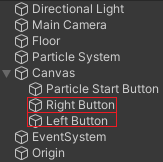 Directional Light
Main Camera
Floor
Particle System
Canvas
Particle Start Button
Right Button
Left Button
EventSystem
Origin